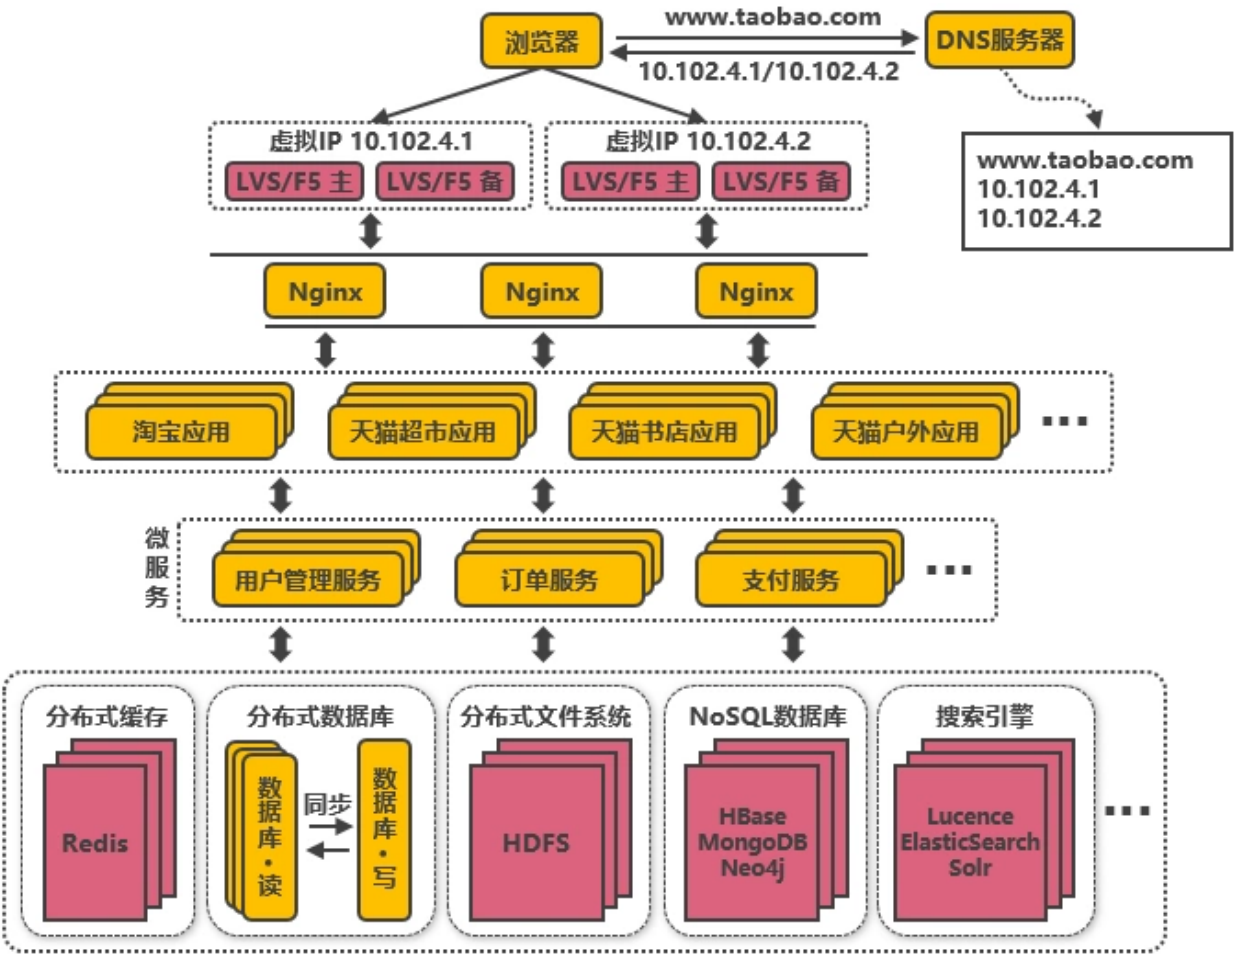 浏览器
www.taobao.com
10.102.4.1/10.102.4.2
DNS服务器
www.taobao.com
10.102.4.1
10.102.4.2
虚拟IP 10.102.4.1
LVS/F5 主
LVS/F5 备
虚拟IP 10.102.4.2
LVS/F5 主
LVS/F5 备
Nginx
Nginx
Nginx
淘宝应用
天猫超市应用
天猫书店应用
天猫户外应用
...
微服务
用户管理服务
订单服务
支付服务
...
分布式缓存
Redis
分布式数据库
数据库·读
同步
数据库·写
分布式文件系统
HDFS
NoSQL数据库
HBase
MongoDB
Neo4j
搜索引擎
Lucence
ElasticSearch
Solr
...